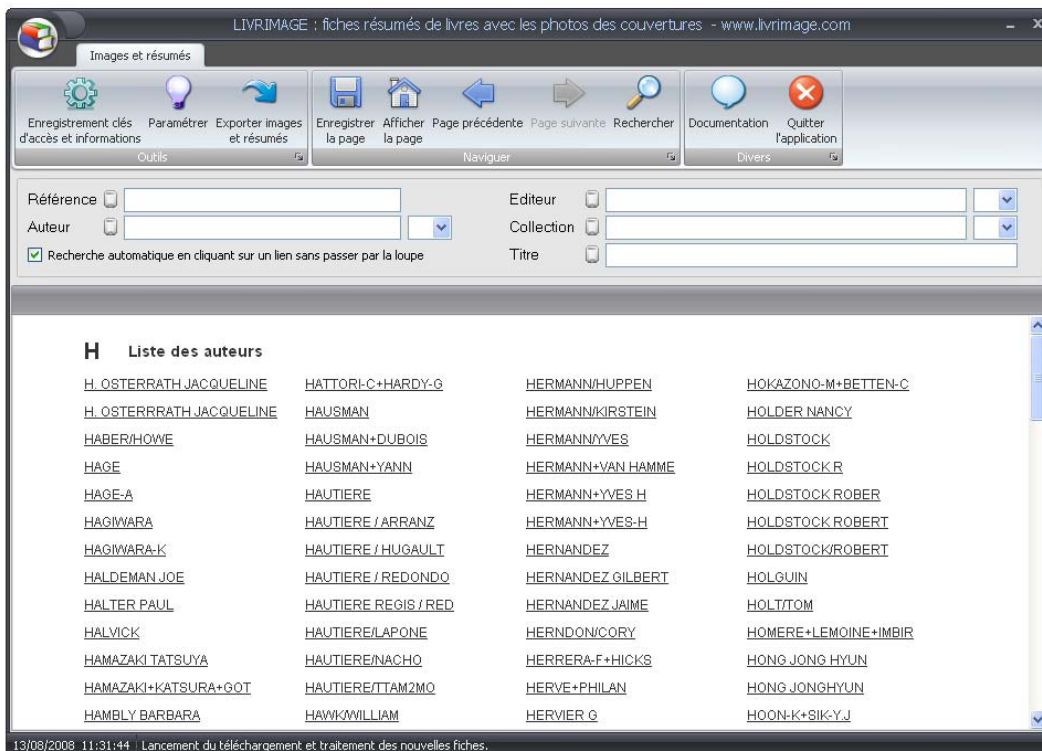 LIVRIMAGE : fiches résumés de livres avec les photos des couvertures - www.livrimage.com
Images et résumés
Enregistrement clés d'accès et informations
Paramétrer
Exporter images et résumés
Enregistrer la page
Afficher la page
Page précédente
Page suivante
Rechercher
Documentation
Quitter l'application
Outils
Naviguer
Divers
Référence
Editeur
Auteur
Collection
Recherche automatique en cliquant sur un lien sans passer par la loupe
Titre
H Liste des auteurs
H. OSTERRATH JACQUELINE HATTORI-C+HARDY-G HERMANN/HUPPEN HOKAZONO-M+BETTEN-C
H. OSTERRRATH JACQUELINE HAUSMAN HERMANN/KIRSTEIN HOLDER NANCY
HABER/HOWE HAUSMAN+DUBOIS HERMANN/YVES HOLDSTOCK
HAGE HAUSMAN+YANN HERMANN+VAN HAMME HOLDSTOCK R
HAGE-A HAUTIERE HERMANN+YVES H HOLDSTOCK ROBER
HAGIWARA HAUTIERE / ARRANZ HERMANN+YVES-H HOLDSTOCK ROBERT
HAGIWARA-K HAUTIERE / HUGAULT HERNANDEZ HOLDSTOCK/ROBERT
HALDEMAN JOE HAUTIERE / REDONDO HERNANDEZ GILBERT HOLGUIN
HALTER PAUL HAUTIERE REGIS / RED HERNANDEZ JAIME HOLT/TOM
HALVICK HAUTIERE/LAPONE HERNDON/CORY HOMERE+LEMOINE+IMBIR
HAMAZAKI TATSUYA HAUTIERE/NACHO HERRERA-F+HICKS HONG JONG HYUN
HAMAZAKI+KATSURA+GOT HAUTIERE/TTAM2MO HERVE+PHILAN HONG JONGHYUN
HAMBLY BARBARA HAWK/WILLIAM HERVIER G HOON-K+SIK-Y.J
13/08/2008 11:31:44 Lancement du téléchargement et traitement des nouvelles fiches.